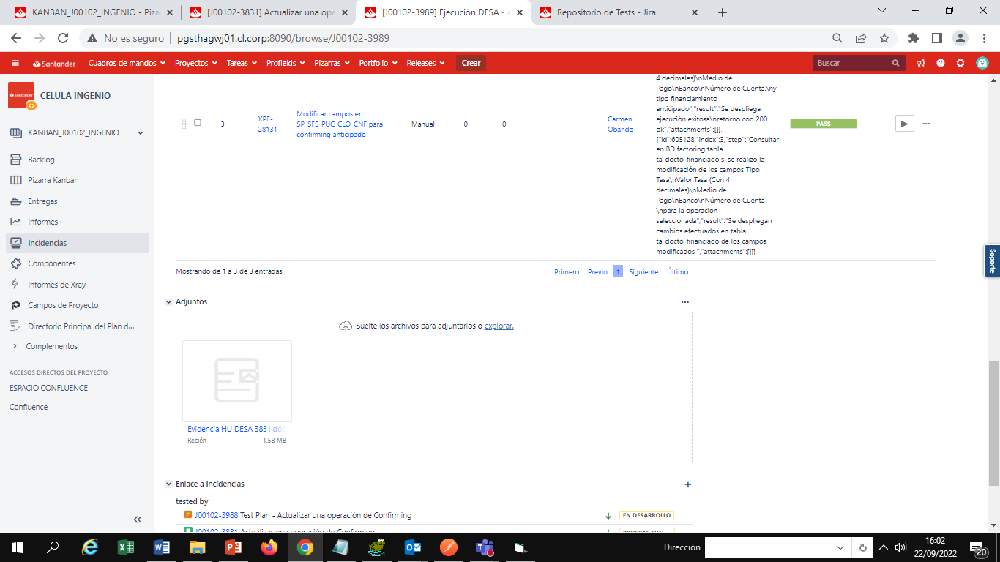 KANBAN_J00102_INGENIO - Piza
[J00102-3831] Actualizar una ope
[J00102-3989] Ejecución DESA - A
Repositorio de Tests - Jira
No es seguro
pgsthagwj01.cl.corp:8090/browse/J00102-3989
Santander
Cuadros de mandos
Proyectos
Tareas
Profields
Pizarras
Portfolio
Releases
Crear
Buscar
Santander
CELULA INGENIO
KANBAN_J00102_INGENIO
Backlog
Pizarra Kanban
Entregas
Informes
Incidencias
Componentes
Informes de Xray
Campos de Proyecto
Directorio Principal del Plan d...
Complementos
ACCESOS DIRECTOS DEL PROYECTO
ESPACIO CONFLUENCE
Confluence
3
XPE-
28131
Modificar campos en
SP_SFS_PUC_CLO_CNF para
confirming anticipado
Manual
0
0
Carmen
Obando
4 decimales)\nMedio de
Pago\nBanco\nNúmero de Cuenta.\ny
tipo financiamiento
anticipado","result":"Se despliega
ejecución exitosa\nretorno cod 200
ok","attachments":[]},
{"id":605128,"index":3,"step":"Consultar
en BD factoring tabla
ta_docto_financiado si se realizo la
modificación de los campos Tipo
Tasa\nValor Tasa (Con 4
decimales)\nMedio de
Pago\nBanco\nNúmero de Cuenta
\npara la operacion
seleccionada","result":"Se despliegan
cambios efectuados en tabla
ta_docto_financiado de los campos
modificados ","attachments":[]}]
PASS
Mostrando de 1 a 3 de 3 entradas
Primero
Previo
1
Siguiente
Último
Soporte
Adjuntos
Suelte los archivos para adjuntarlos o explorar.
Evidencia HU DESA 3831.doc
Recién
1.58 MB
Enlace a Incidencias
tested by
J00102-3988 Test Plan - Actualizar una operación de Confirming
EN DESARROLLO
J00102-3831 Actualizar una operación de Confirming
Dirección
16:02
22/09/2022
20